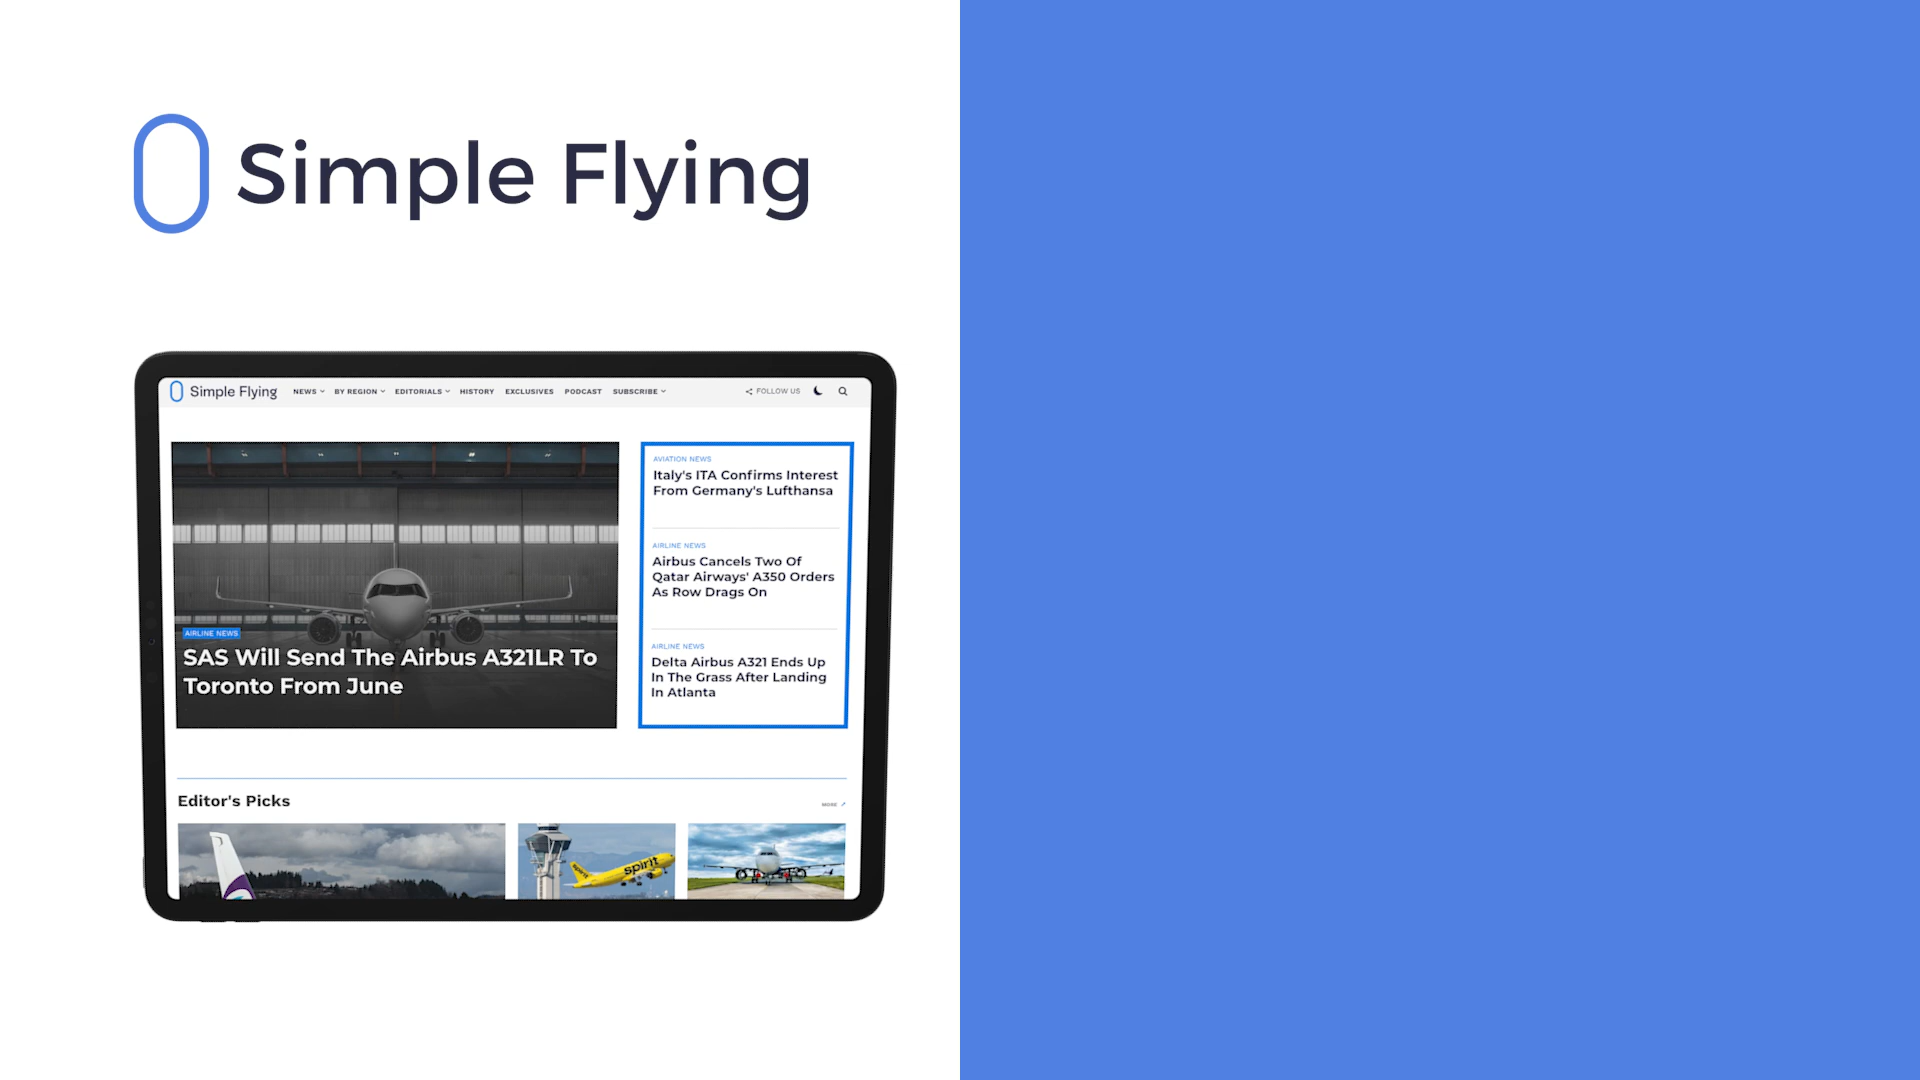 Simple Flying
Simple Flying NEWS BY REGION EDITORIALS HISTORY EXCLUSIVES PODCAST SUBSCRIBE FOLLOW US
AIRLINE NEWS
SAS Will Send The Airbus A321LR To
Toronto From June
AVIATION NEWS
Italy's ITA Confirms Interest
From Germany's Lufthansa
AIRLINE NEWS
Airbus Cancels Two Of
Qatar Airways' A350 Orders
As Row Drags On
AIRLINE NEWS
Delta Airbus A321 Ends Up
In The Grass After Landing
In Atlanta
Editor's Picks
MORE
spirit